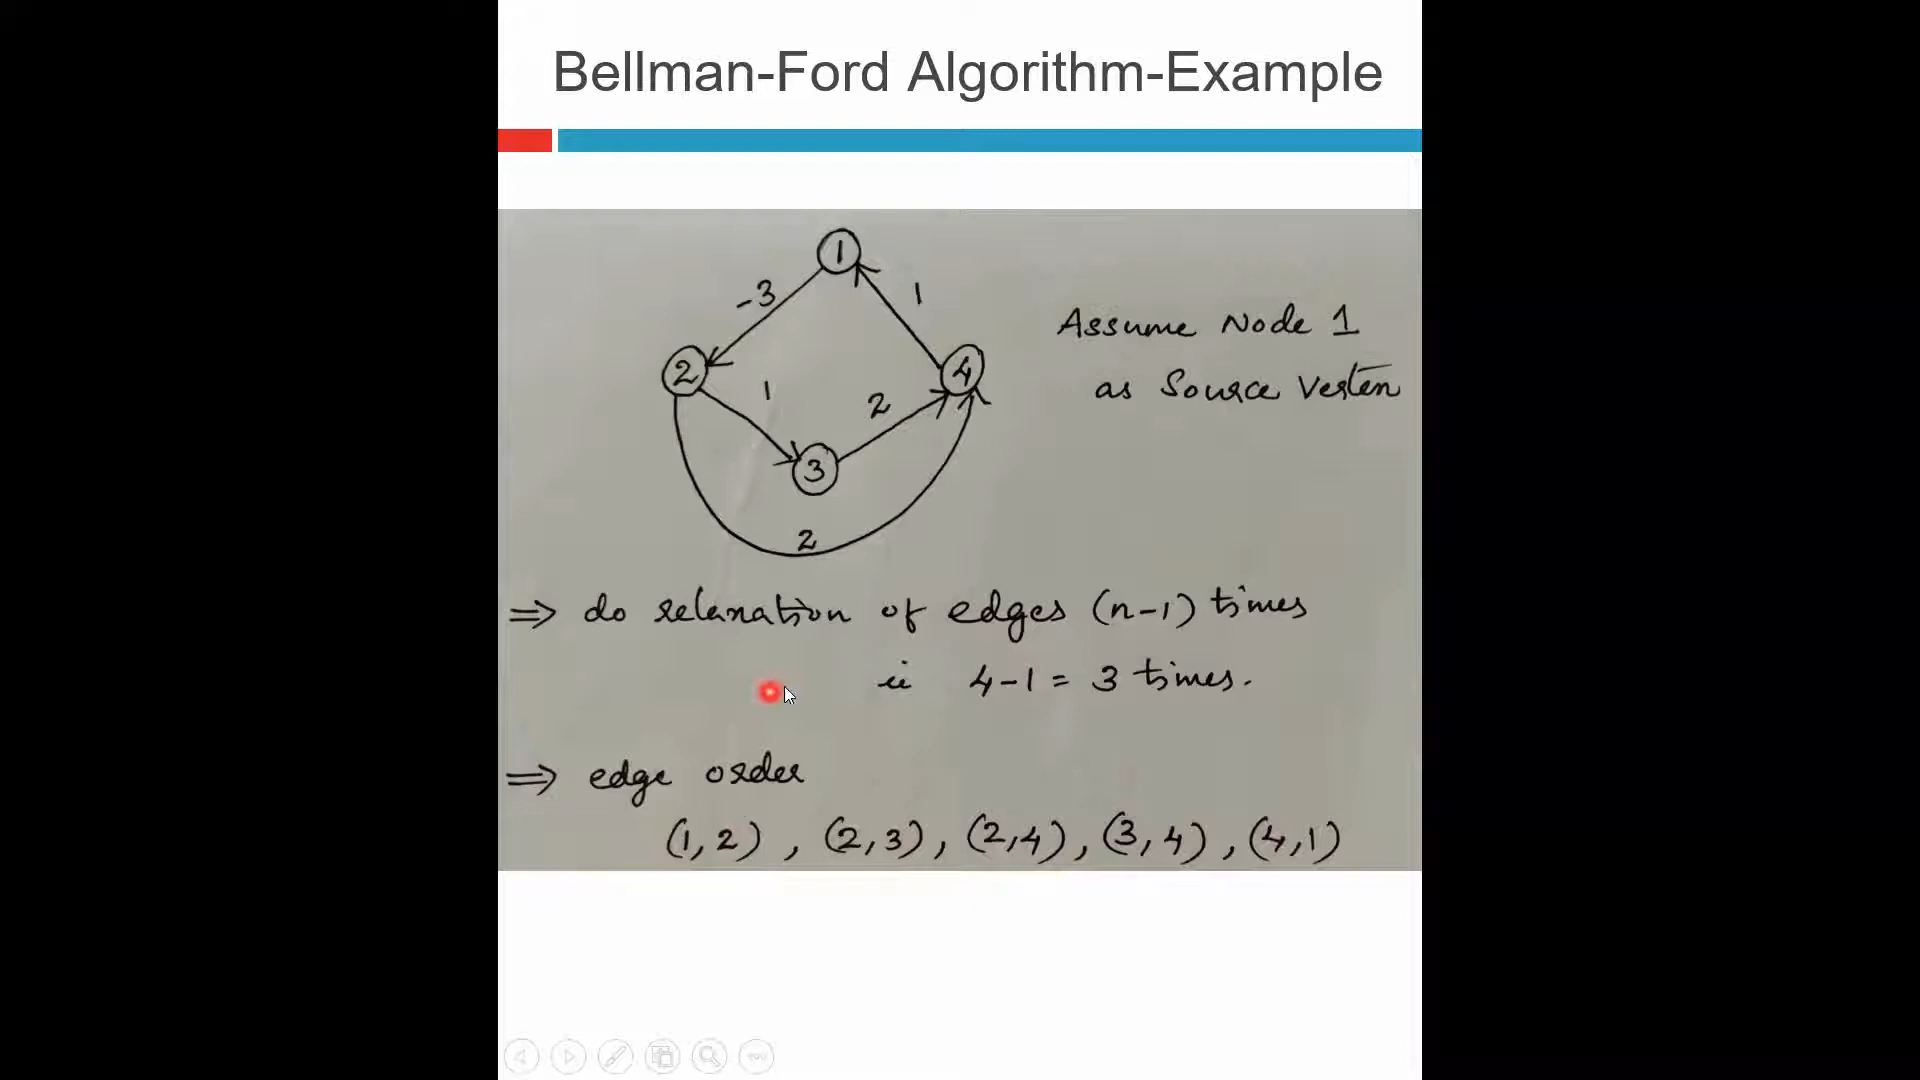 Bellman-Ford Algorithm-Example
1
-3
1
2
4
1
2
3
2
Assume Node 1
as Source Vertex
⇒ do relaxation of edges (n-1) times
ie 4-1 = 3 times.
⇒ edge order
(1,2), (2,3), (2,4), (3,4), (4,1)